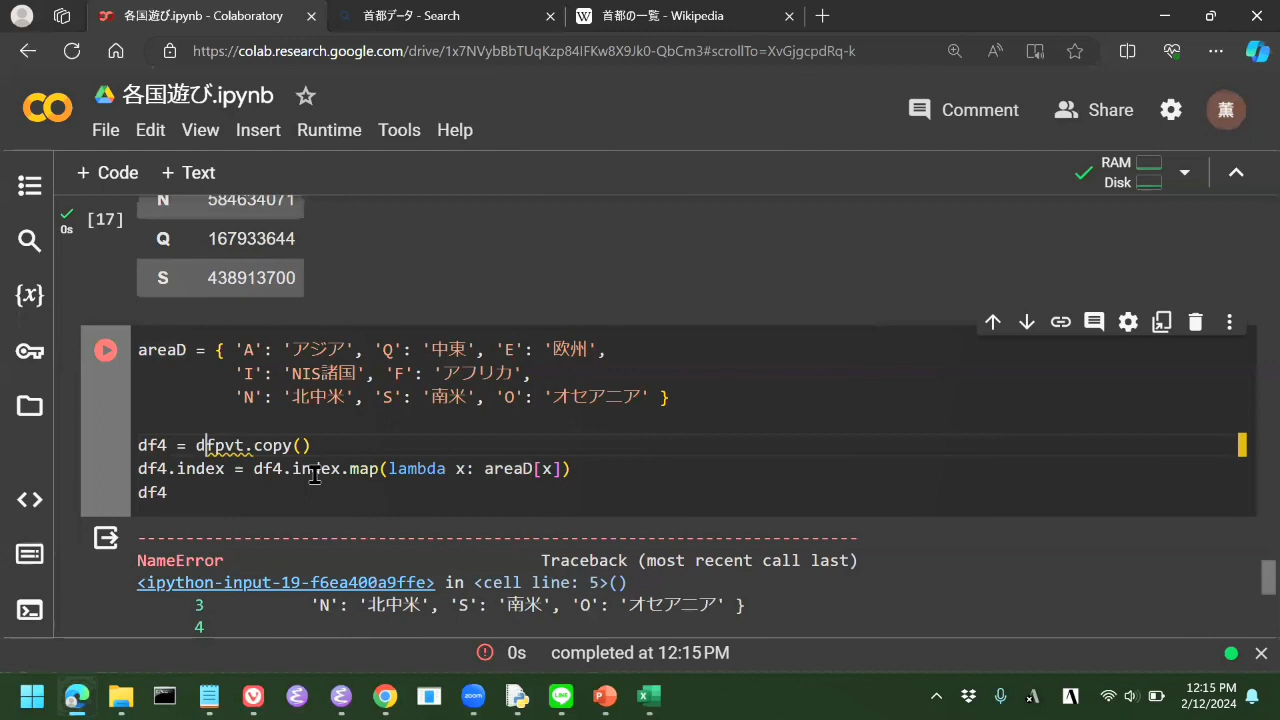 各国遊び.ipynb - Colaboratory
首都データ - Search
W 首都の一覧 - Wikipedia
https://colab.research.google.com/drive/1x7NVybBbTUqKzp84IFKw8X9Jk0-QbCm3#scrollTo=XvGjgcpdRq-k
CO 各国遊び.ipynb
Comment Share 薫
File Edit View Insert Runtime Tools Help
+ Code + Text
RAM
Disk
N 584634071
[17]
0s
Q 167933644
S 438913700
{x}
areaD = { 'A': 'アジア', 'Q': '中東', 'E': '欧州',
'I': 'NIS諸国', 'F': 'アフリカ',
'N': '北中米', 'S': '南米', 'O': 'オセアニア' }
df4 = dfpvt.copy()
df4.index = df4.index.map(lambda x: areaD[x])
df4
---------------------------------------------------------------------------
NameError Traceback (most recent call last)
<ipython-input-19-f6ea400a9ffe> in <cell line: 5>()
3 'N': '北中米', 'S': '南米', 'O': 'オセアニア' }
4
0s completed at 12:15 PM
zoom
LINE
A
12:15 PM
2/12/2024